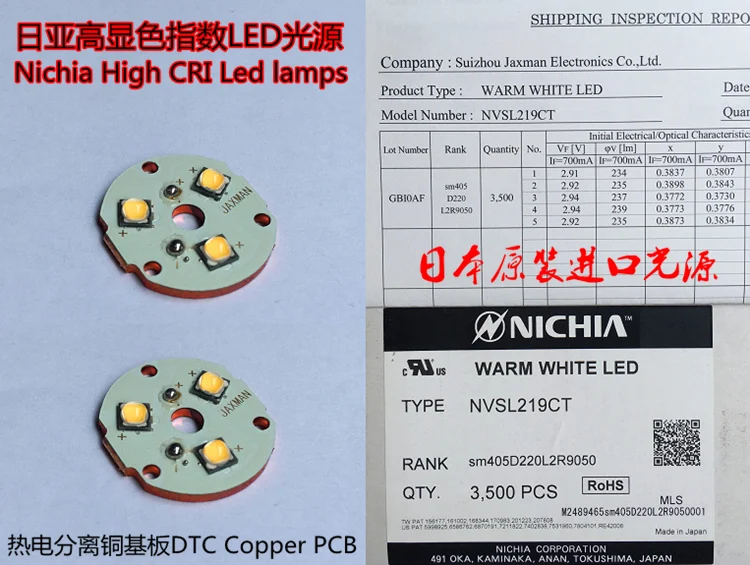 日亚高显色指数LED光源
Nichia High CRI Led lamps
JAXMAN
JAXMAN
热电分离铜基板DTC Copper PCB
SHIPPING INSPECTION REPO
Company : Suizhou Jaxman Electronics Co.,Ltd.
Product Type : WARM WHITE LED Date
Model Number : NVSL219CT Quan
Initial Electrical/Optical Characteristic
Lot Number Rank Quantity No. VF [V] φv [lm] x y
IF=700mA IF=700mA IF=700mA IF=700mA
1 2.91 234 0.3837 0.3807
2 2.92 235 0.3898 0.3843
3 2.94 237 0.3772 0.3730
4 2.94 239 0.3773 0.3776
5 2.92 235 0.3873 0.3834
GBI0AF sm405 D220 L2R9050 3,500
日本原装进口光源
NICHIA™
c RU US WARM WHITE LED
TYPE NVSL219CT
RANK sm405D220L2R9050
QTY. 3,500 PCS RoHS
MLS
M2489465sm405D220L2R9050001
NICHIA CORPORATION
491 OKA, KAMINAKA, ANAN, TOKUSHIMA, JAPAN